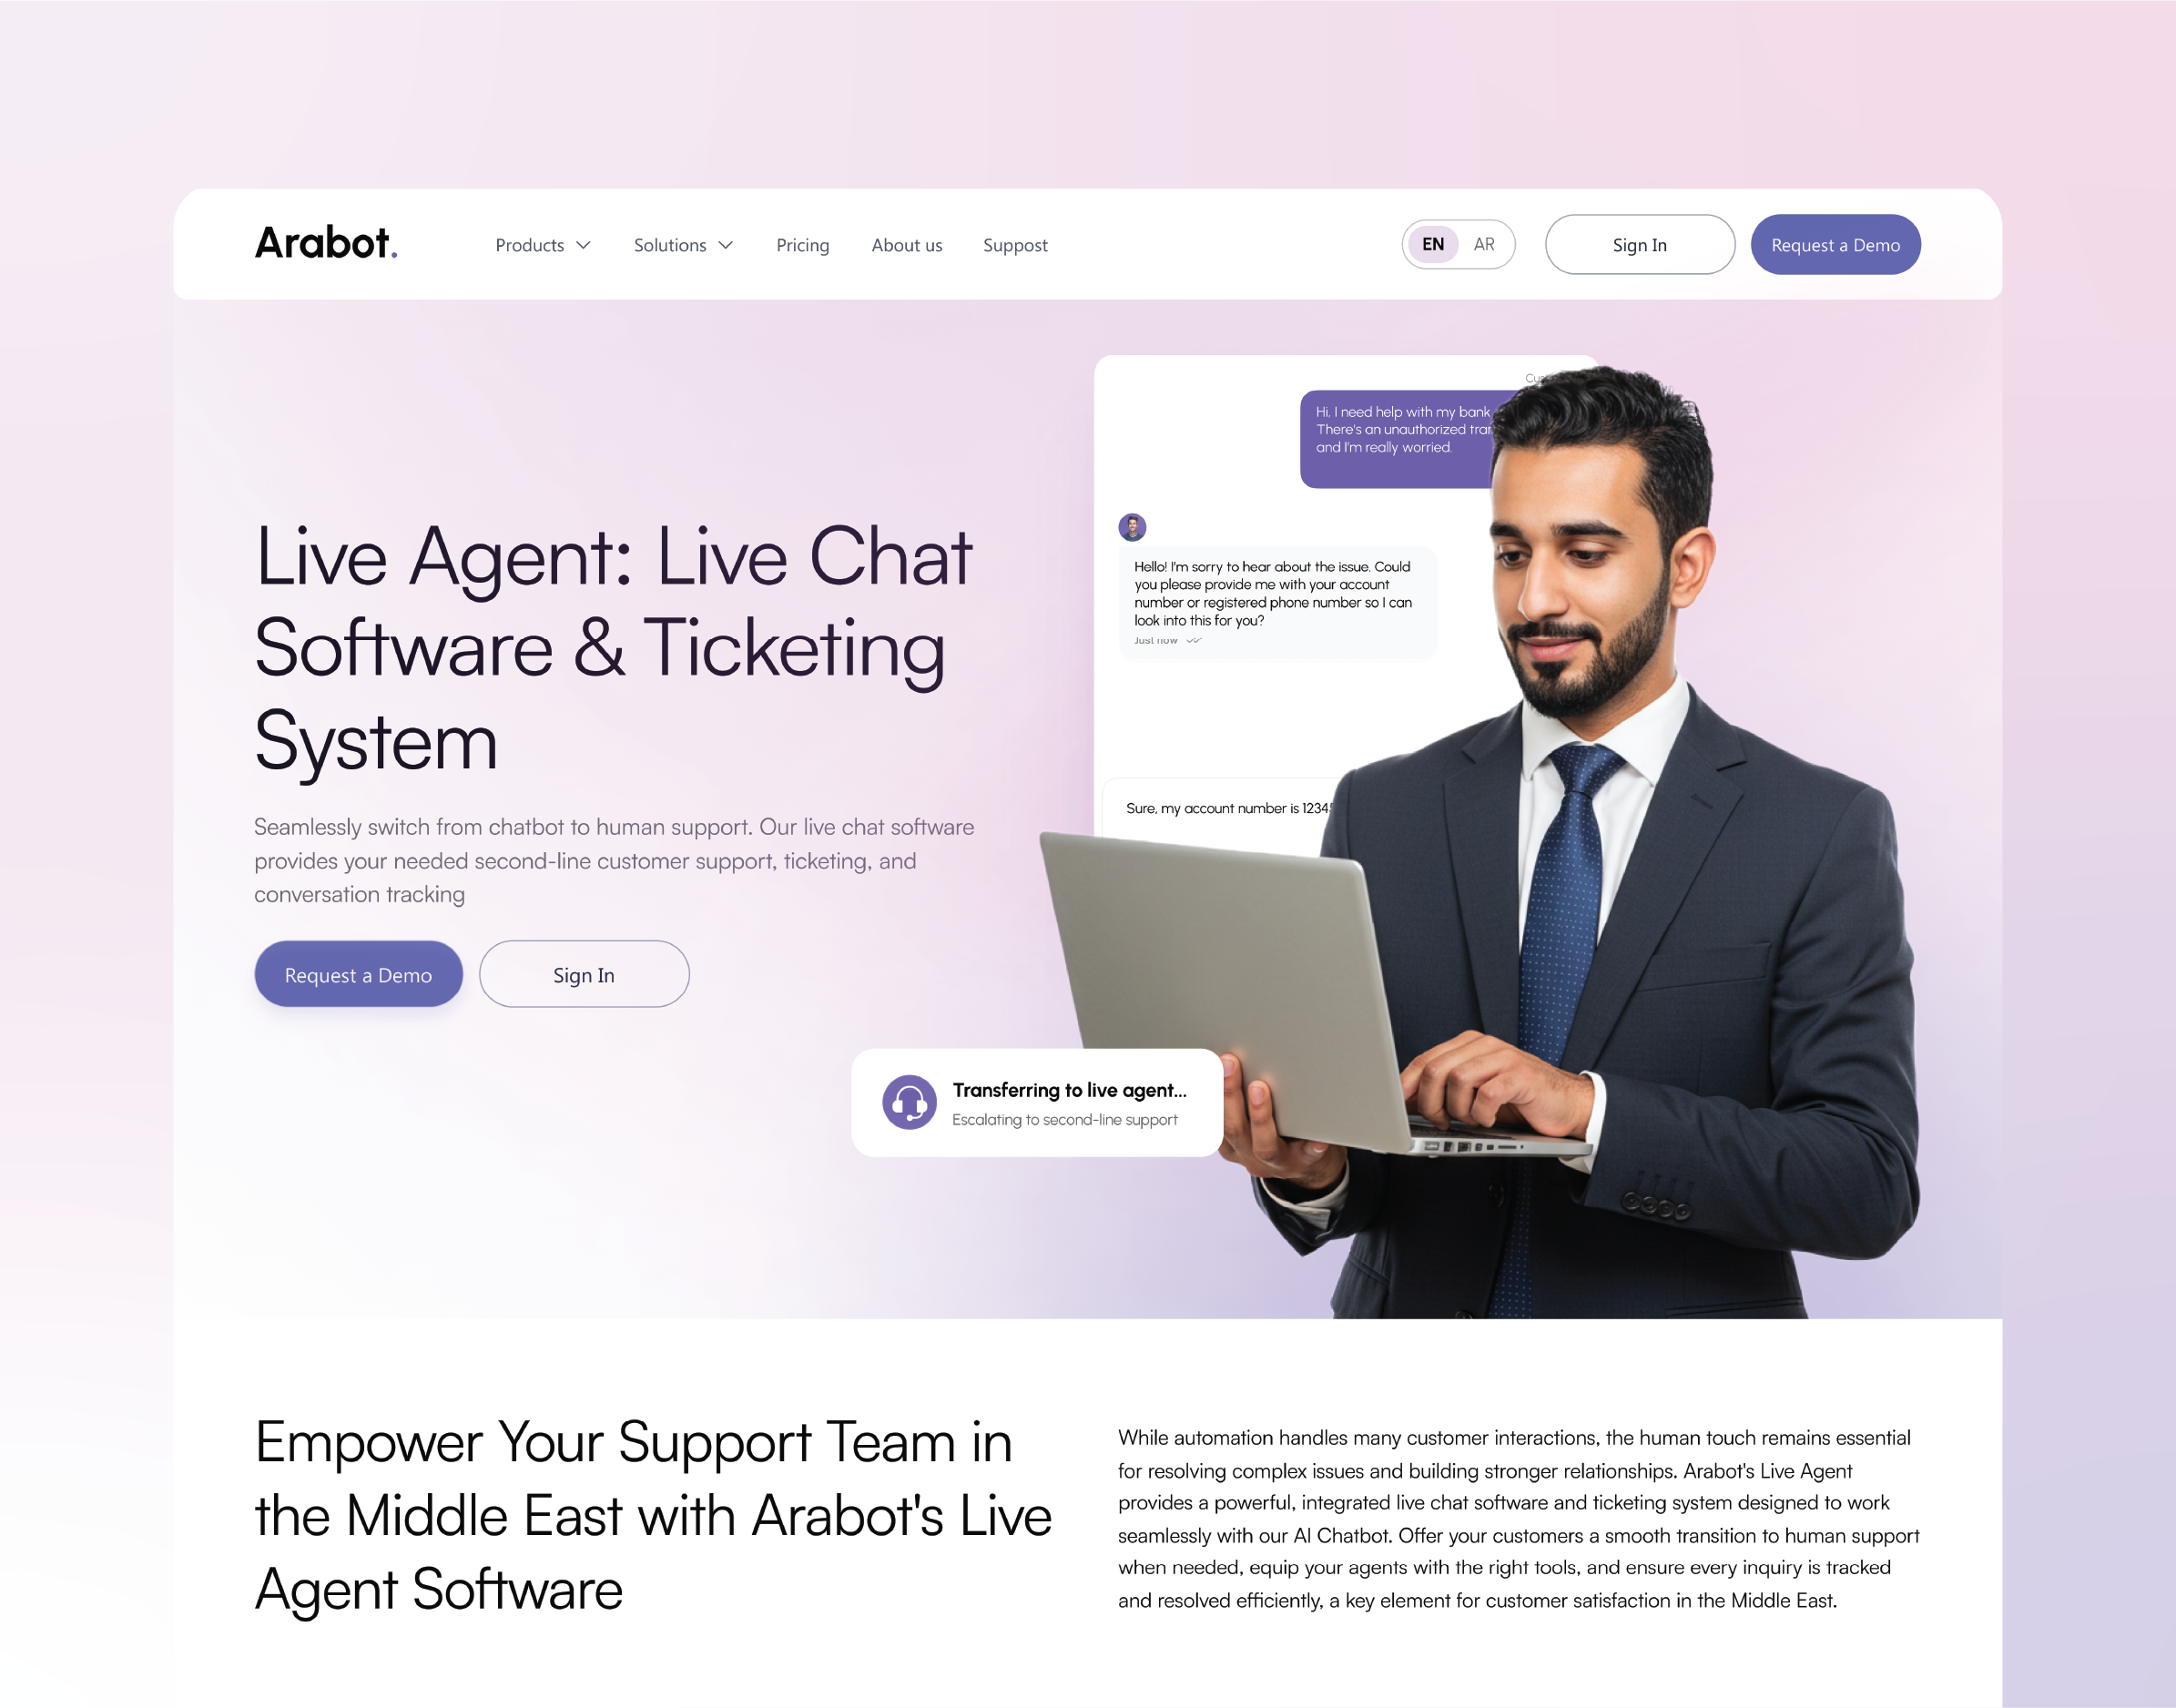 Arabot.
Products
Solutions
Pricing
About us
Suppost
EN
AR
Sign In
Request a Demo
Hi, I need help with my bank
There's an unauthorized
and I'm really worried.
Hello! I'm sorry to hear about the issue. Could
you please provide me with your account
number or registered phone number so I can
look into this for you?
Just now
Sure, my account number is
Live Agent: Live Chat
Software & Ticketing
System
Seamlessly switch from chatbot to human support. Our live chat software
provides your needed second-line customer support, ticketing, and
conversation tracking
Request a Demo
Sign In
Transferring to live agent...
Escalating to second-line support
Empower Your Support Team in
the Middle East with Arabot's Live
Agent Software
While automation handles many customer interactions, the human touch remains essential
for resolving complex issues and building stronger relationships. Arabot's Live Agent
provides a powerful, integrated live chat software and ticketing system designed to work
seamlessly with our AI Chatbot. Offer your customers a smooth transition to human support
when needed, equip your agents with the right tools, and ensure every inquiry is tracked
and resolved efficiently, a key element for customer satisfaction in the Middle East.